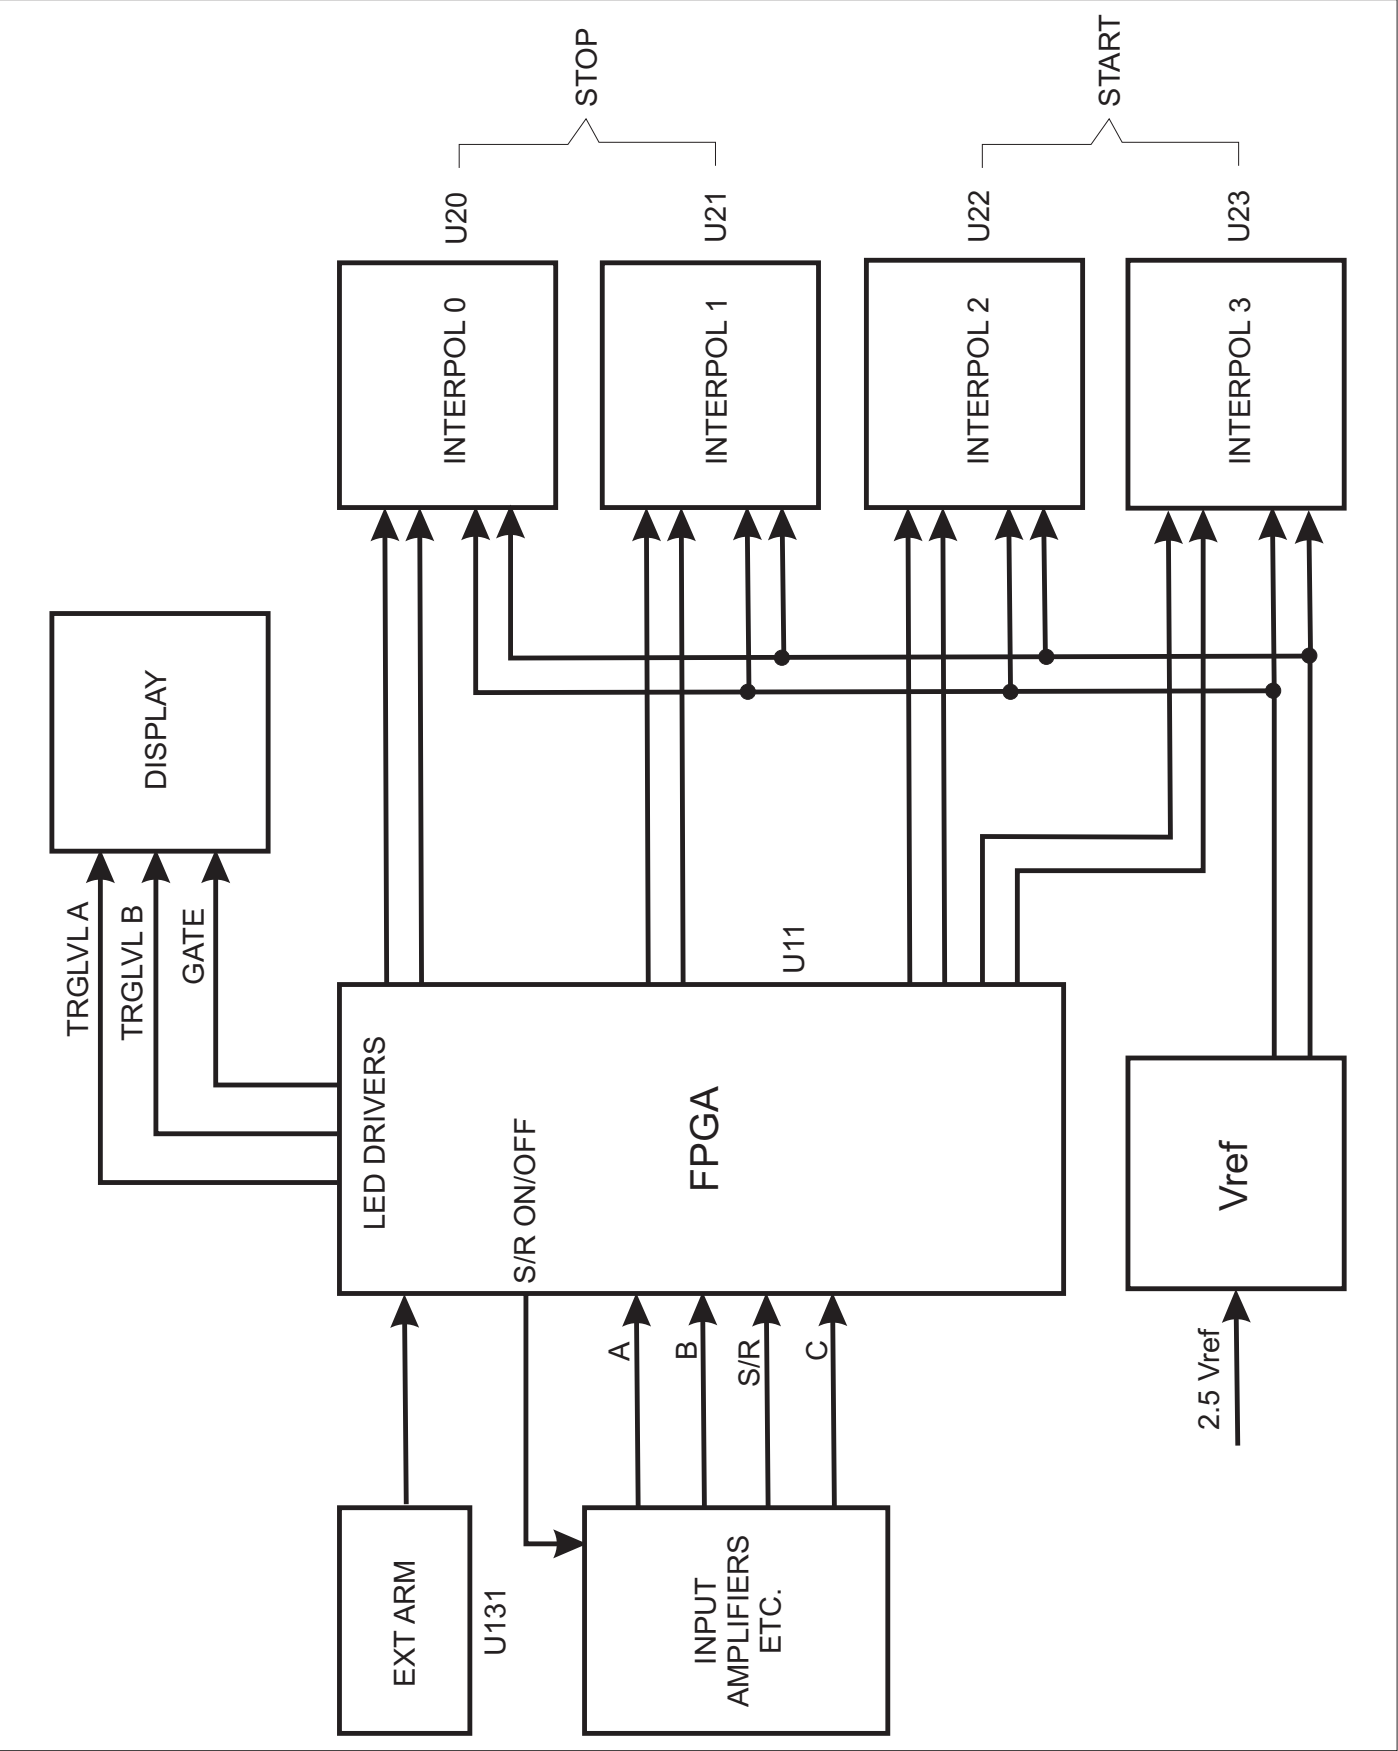 DISPLAY
TRGLVL A
TRGLVL B
GATE
EXT ARM
U131
LED DRIVERS
S/R ON/OFF
FPGA
U11
INPUT
AMPLIFIERS
ETC.
A
B
S/R
C
2.5 Vref
Vref
INTERPOL 0
U20
INTERPOL 1
U21
STOP
INTERPOL 2
U22
INTERPOL 3
U23
START